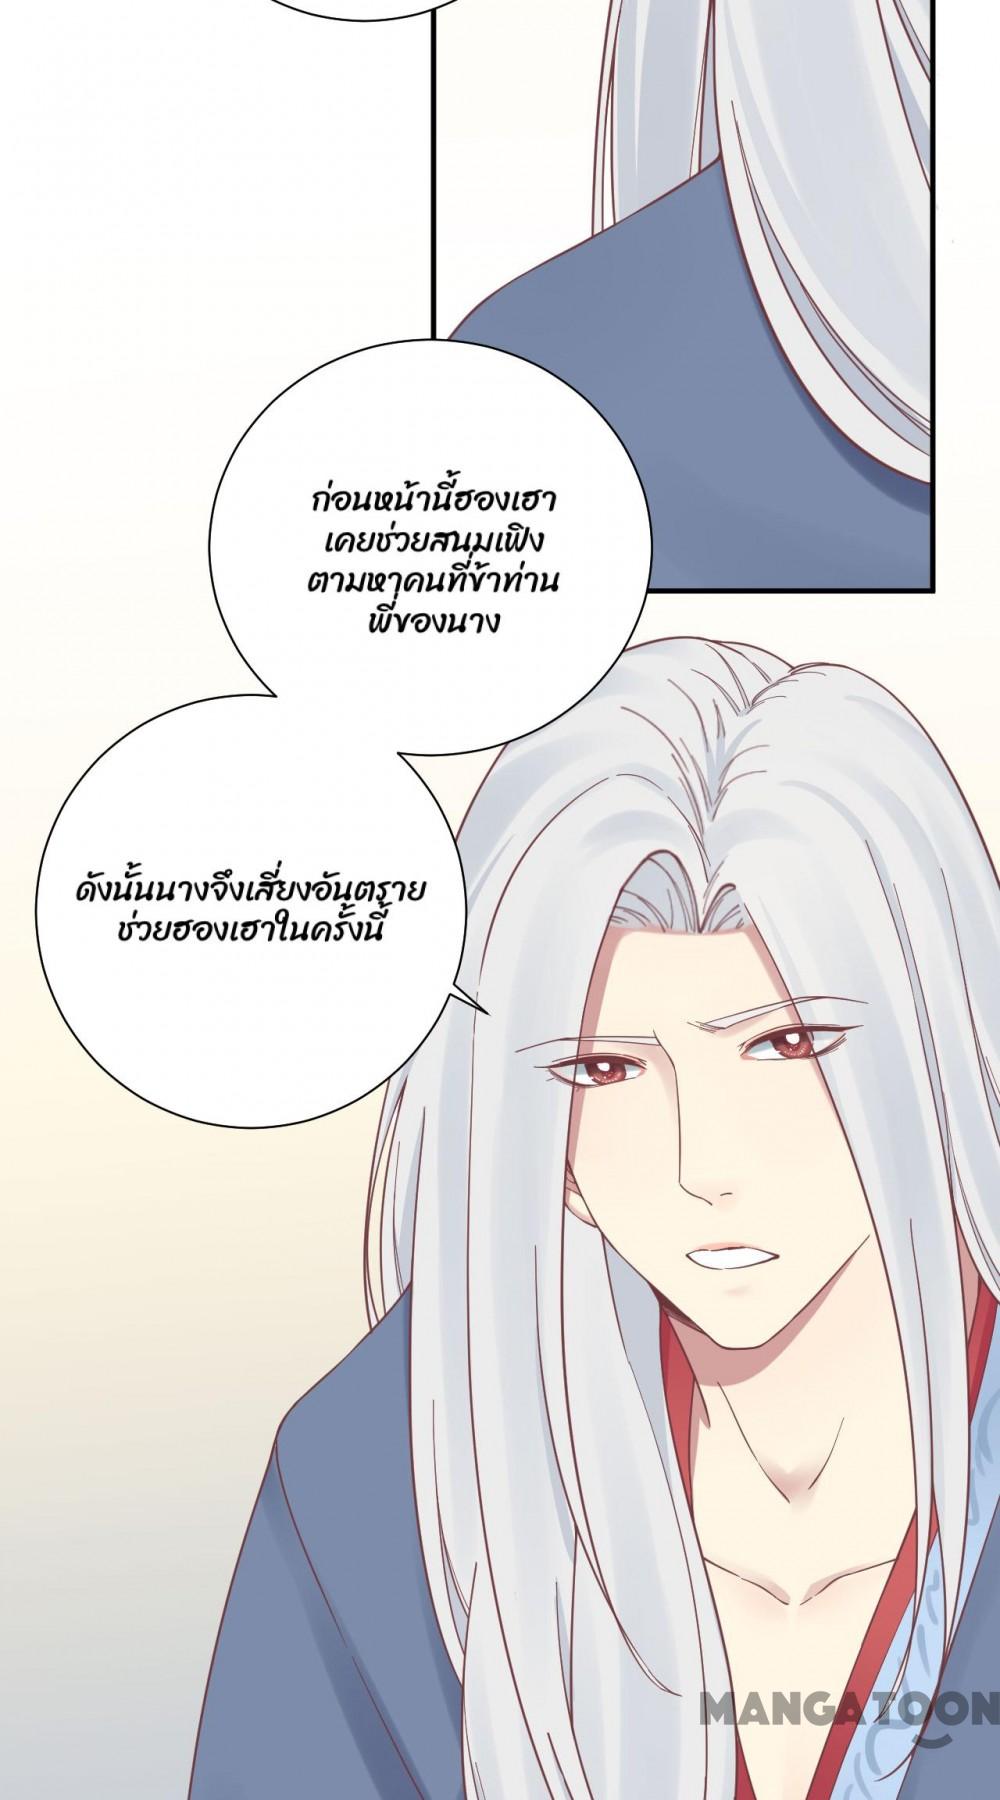 ก่อนหน้านี้ฮองเฮา
เคยช่วยสนมเฟิง
ตามหาคนที่ข้าท่าน
พี่ของนาง
ดังนั้นนางจึงเสี่ยงอันตราย
ช่วยฮองเฮาในครั้งนี้
MANGATOON